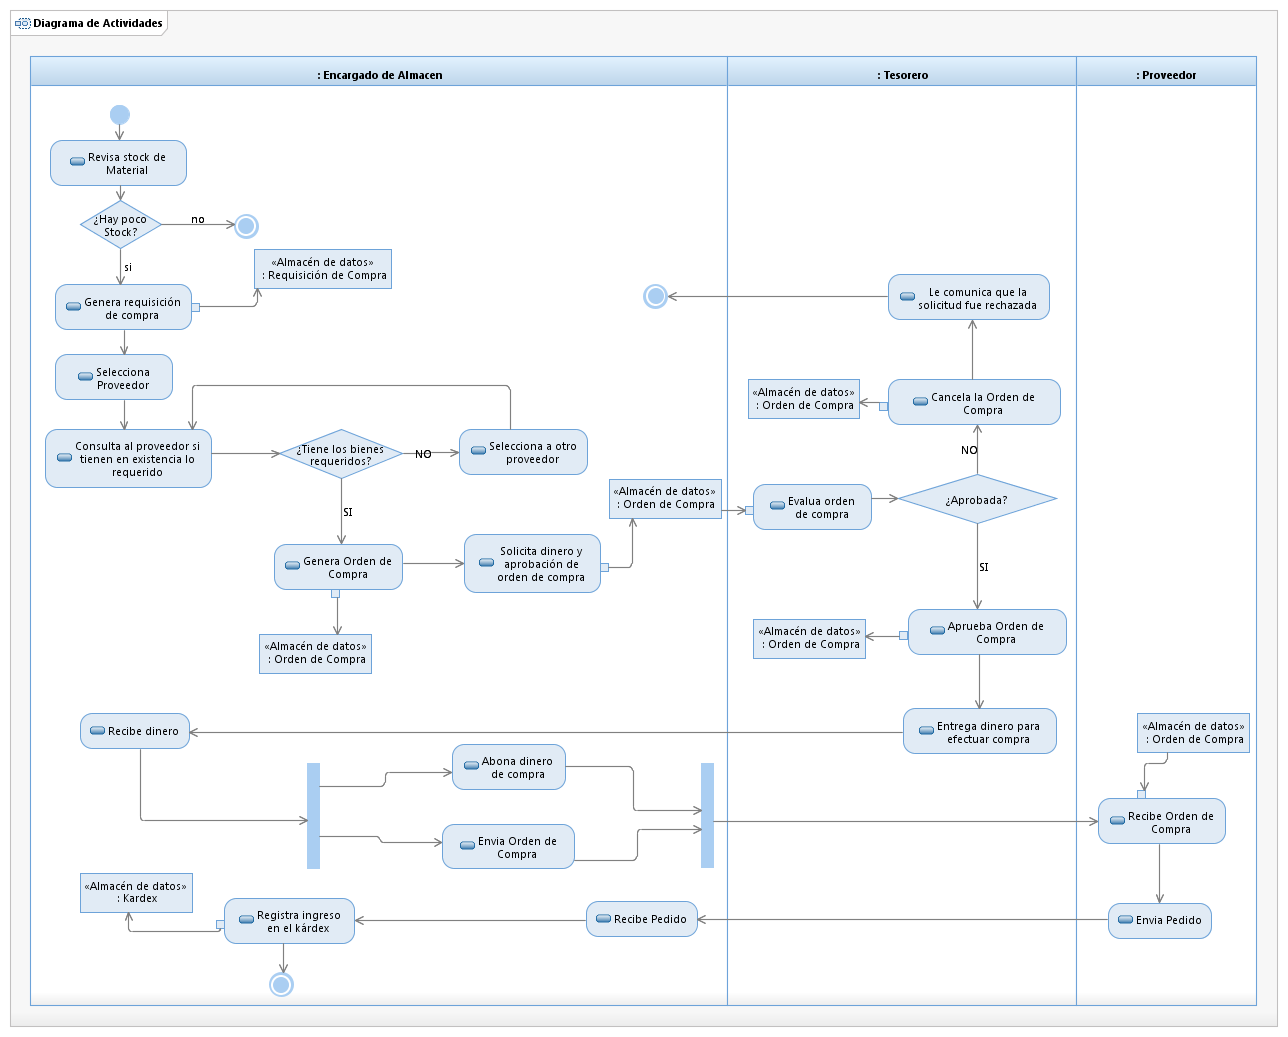 Diagrama de Actividades
: Encargado de Almacen
: Tesorero
: Proveedor
Revisa stock de
Material
¿Hay poco
Stock?
no
si
«Almacén de datos»
: Requisición de Compra
Genera requisición
de compra
Le comunica que la
solicitud fue rechazada
Selecciona
Proveedor
«Almacén de datos»
: Orden de Compra
Cancela la Orden de
Compra
Consulta al proveedor si
tienen en existencia lo
requerido
¿Tiene los bienes
requeridos?
NO
Selecciona a otro
proveedor
NO
SI
«Almacén de datos»
: Orden de Compra
Evalua orden
de compra
¿Aprobada?
Genera Orden de
Compra
Solicita dinero y
aprobación de
orden de compra
SI
«Almacén de datos»
: Orden de Compra
«Almacén de datos»
: Orden de Compra
Aprueba Orden de
Compra
Recibe dinero
Entrega dinero para
efectuar compra
«Almacén de datos»
: Orden de Compra
Abona dinero
de compra
Envia Orden de
Compra
Recibe Orden de
Compra
«Almacén de datos»
: Kardex
Registra ingreso
en el kárdex
Recibe Pedido
Envia Pedido